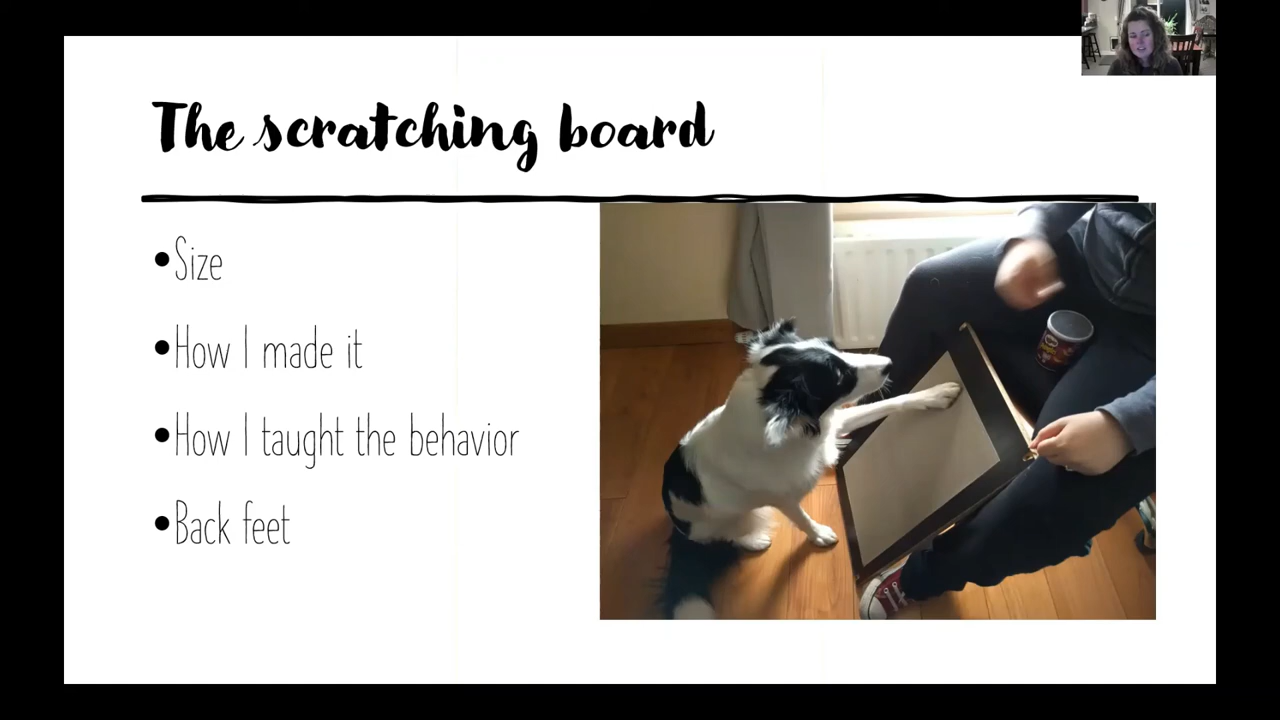 The scratching board
•Size
•How I made it
•How I taught the behavior
•Back feet